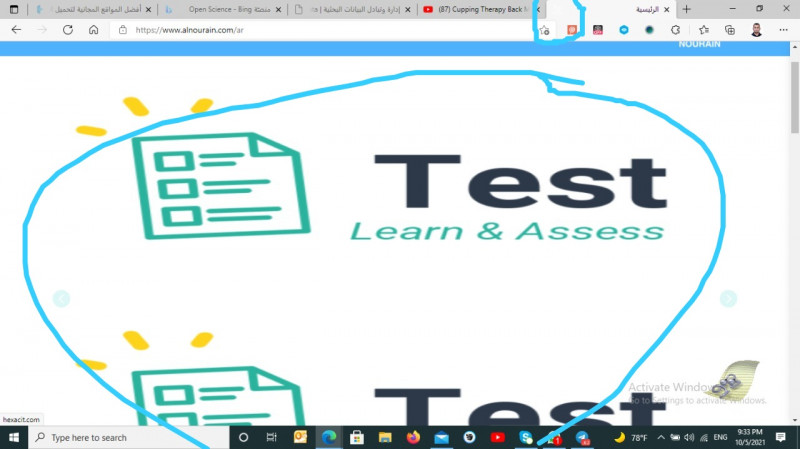 أفضل المواقع المجانية لتحميل
منصة Open Science - Bing
إدارة وتبادل البيانات البحثية |
(87) Cupping Therapy Back
الرئيسية
https://www.alnourain.com/ar
NOURAIN
Test
Learn & Assess
Test
Activate Windows
Go to Settings to activate Windows.
hexacit.com
Type here to search
78°F
ENG
9:33 PM
10/5/2021